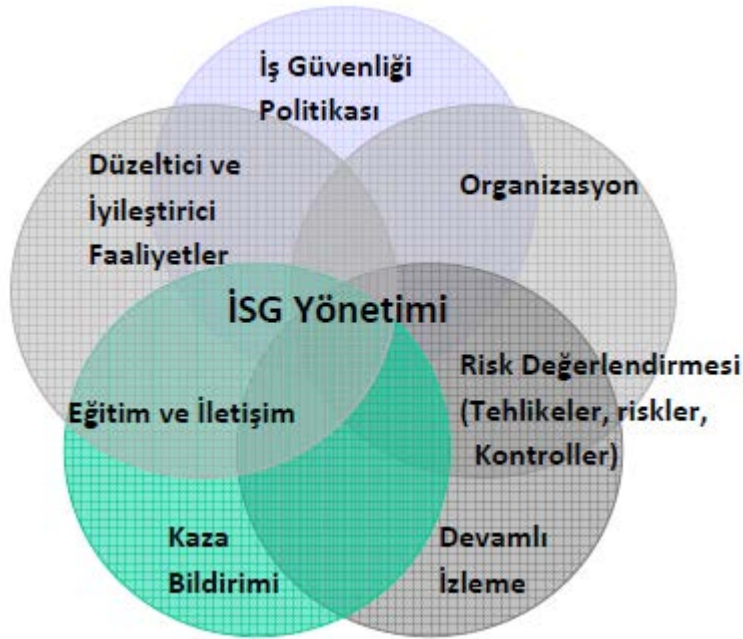 İş Güvenliği
Politikası
Düzeltici ve
İyileştirici
Faaliyetler
Organizasyon
İSG Yönetimi
Risk Değerlendirmesi
(Tehlikeler, riskler,
Kontroller)
Eğitim ve İletişim
Kaza
Bildirimi
Devamlı
İzleme